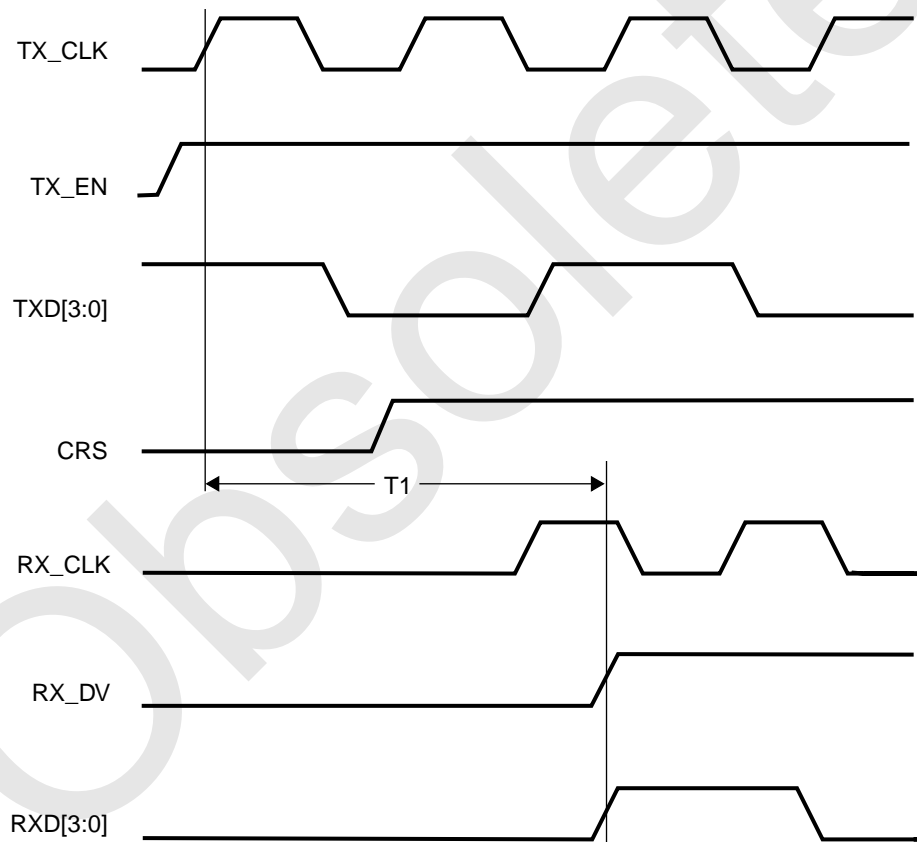 TX_CLK
TX_EN
TXD[3:0]
CRS
T1
RX_CLK
RX_DV
RXD[3:0]
Obsolete